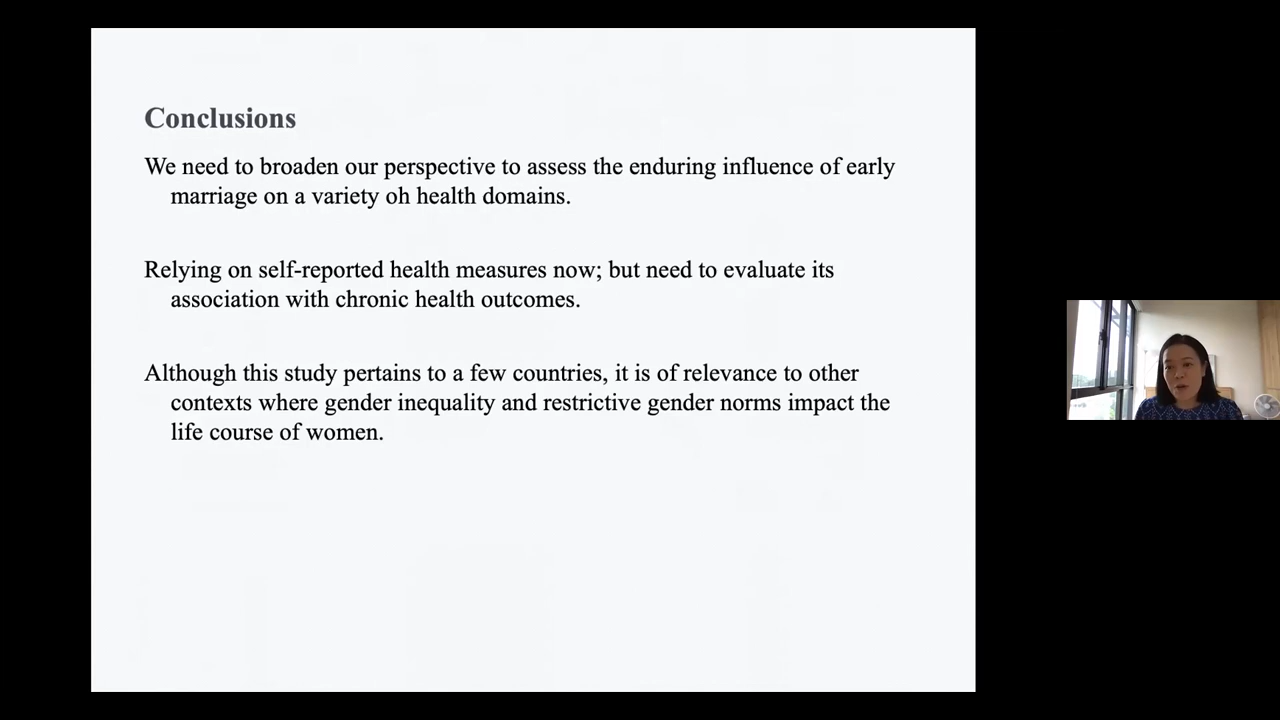 Conclusions
We need to broaden our perspective to assess the enduring influence of early
marriage on a variety oh health domains.
Relying on self-reported health measures now; but need to evaluate its
association with chronic health outcomes.
Although this study pertains to a few countries, it is of relevance to other
contexts where gender inequality and restrictive gender norms impact the
life course of women.